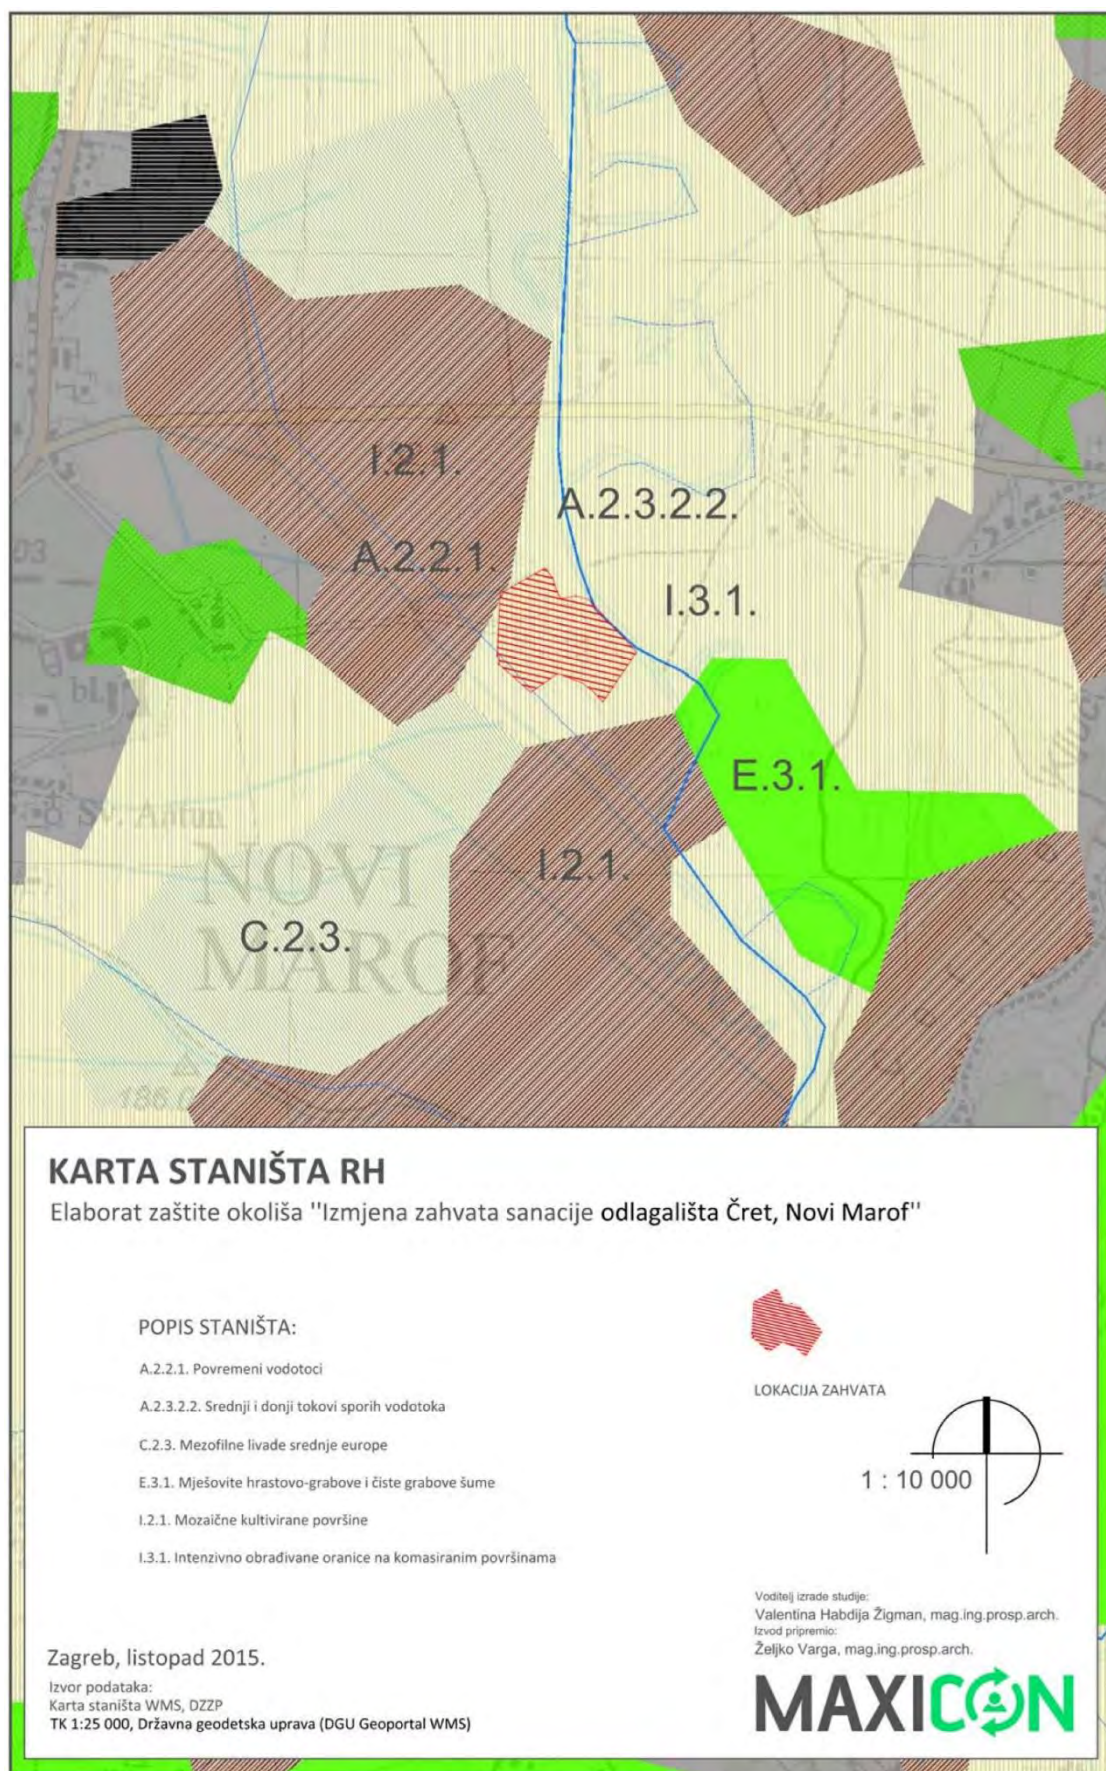 I.2.1.
A.2.3.2.2.
A.2.2.1.
I.3.1.
03
bl.
E.3.1.
Sv. Antun
NOVI
MAROF
I.2.1.
C.2.3.
KARTA STANIŠTA RH
Elaborat zaštite okoliša "Izmjena zahvata sanacije odlagališta Čret, Novi Marof"
POPIS STANIŠTA:
A.2.2.1. Povremeni vodotoci
A.2.3.2.2. Srednji i donji tokovi sporih vodotoka
C.2.3. Mezofilne livade srednje europe
E.3.1. Mješovite hrastovo-grabove i čiste grabove šume
I.2.1. Mozaične kultivirane površine
I.3.1. Intenzivno obrađivane oranice na komasiranim površinama
LOKACIJA ZAHVATA
1 : 10 000
Voditelj izrade studije:
Valentina Habdija Žigman, mag.ing.prosp.arch.
Izvod pripremio:
Željko Varga, mag.ing.prosp.arch.
Zagreb, listopad 2015.
Izvor podataka:
Karta staništa WMS, DZZP
TK 1:25 000, Državna geodetska uprava (DGU Geoportal WMS)
MAXICON